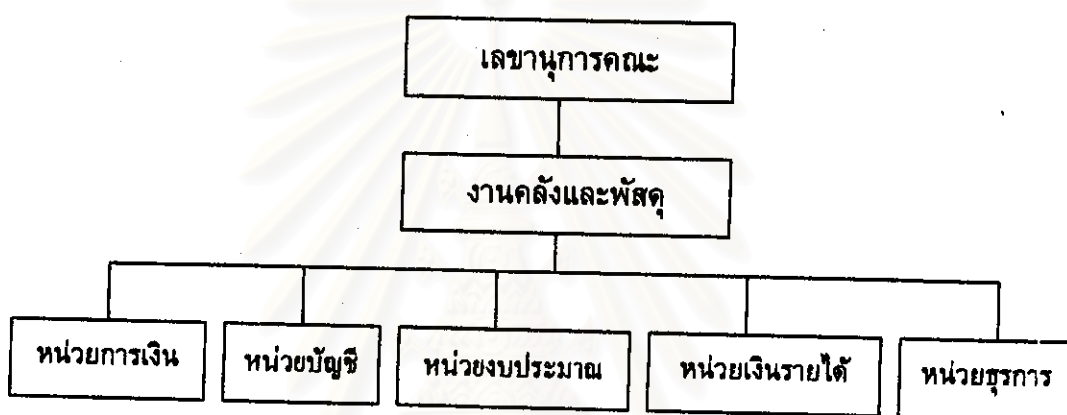 เลขานุการคณะ
งานคลังและพัสดุ
หน่วยการเงิน
หน่วยบัญชี
หน่วยงบประมาณ
หน่วยเงินรายได้
หน่วยธุรการ